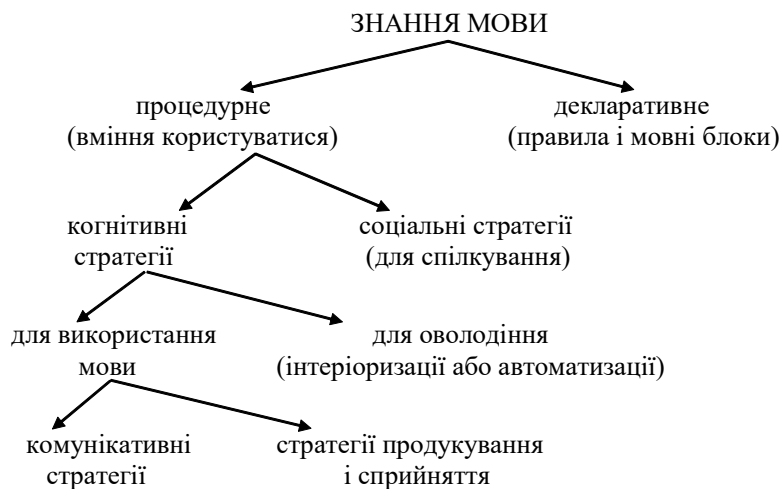 ЗНАННЯ МОВИ
процедурне
(вміння користуватися)
декларативне
(правила і мовні блоки)
когнітивні
стратегії
соціальні стратегії
(для спілкування)
для використання
мови
для оволодіння
(інтеріоризації або автоматизації)
комунікативні
стратегії
стратегії продукування
і сприйняття